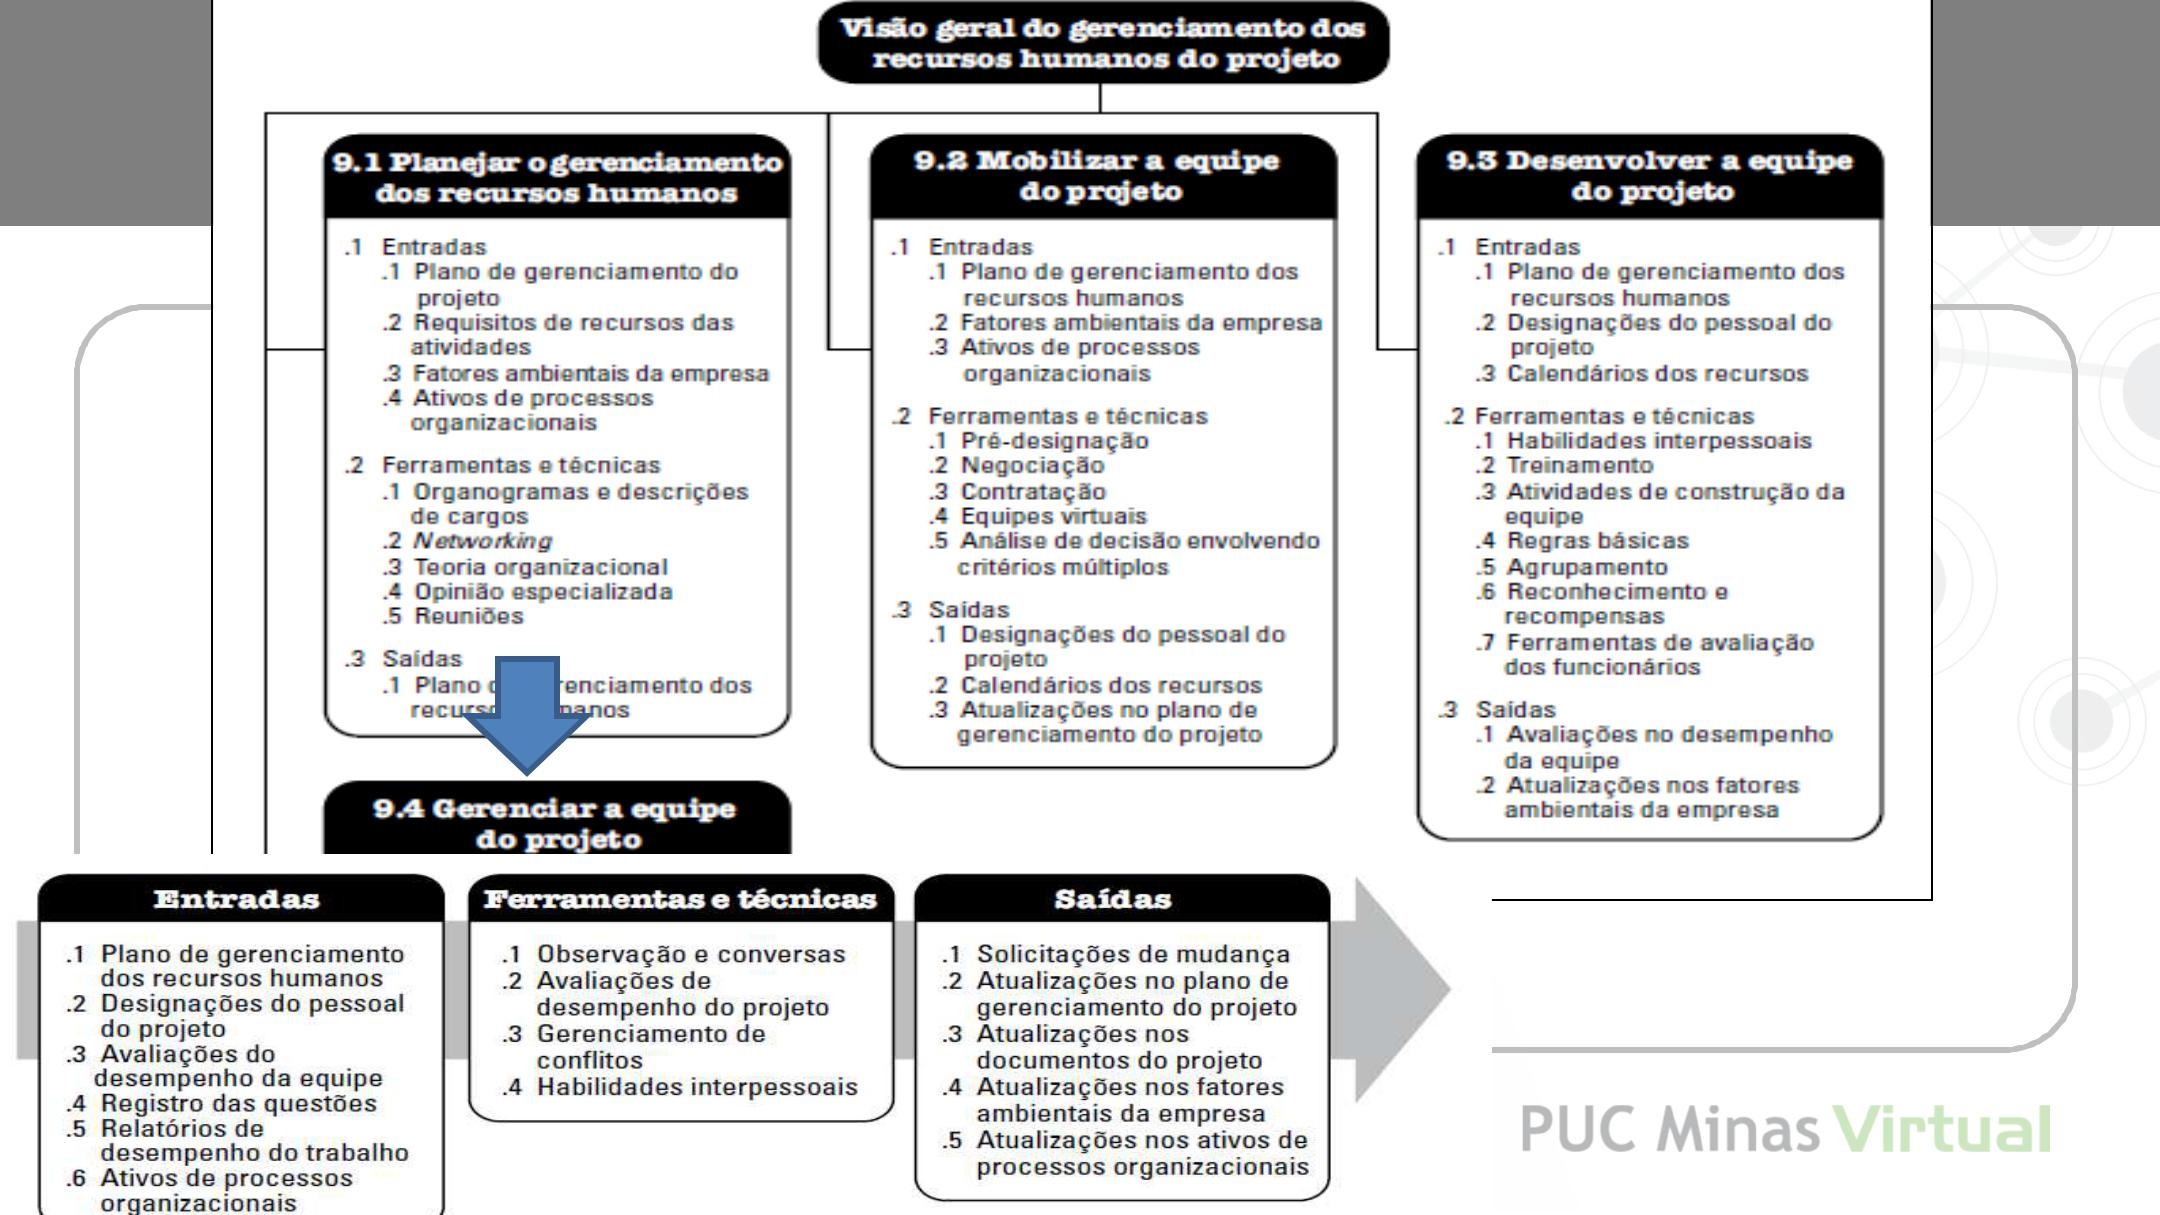 Visão geral do gerenciamento dos
recursos humanos do projeto
9.1 Planejar o gerenciamento
dos recursos humanos
.1 Entradas
.1 Plano de gerenciamento do
projeto
.2 Requisitos de recursos das
atividades
.3 Fatores ambientais da empresa
.4 Ativos de processos
organizacionais
.2 Ferramentas e técnicas
.1 Organogramas e descrições
de cargos
.2 Networking
.3 Teoria organizacional
.4 Opinião especializada
.5 Reuniões
.3 Saídas
.1 Plano dos
9.2 Mobilizar a equipe
do projeto
.1 Entradas
.1 Plano de gerenciamento dos
recursos humanos
.2 Fatores ambientais da empresa
.3 Ativos de processos
organizacionais
.2 Ferramentas e técnicas
.1 Pré-designação
.2 Negociação
.3 Contratação
.4 Equipes virtuais
.5 Análise de decisão envolvendo
critérios múltiplos
.3 Saídas
.1 Designações do pessoal do
projeto
.2 Calendários dos recursos
.3 Atualizações no plano de
gerenciamento do projeto
9.3 Desenvolver a equipe
do projeto
.1 Entradas
.1 Plano de gerenciamento dos
recursos humanos
.2 Designações do pessoal do
projeto
.3 Calendários dos recursos
.2 Ferramentas e técnicas
.1 Habilidades interpessoais
.2 Treinamento
.3 Atividades de construção da
equipe
.4 Regras básicas
.5 Agrupamento
.6 Reconhecimento e
recompensas
.7 Ferramentas de avaliação
dos funcionários
.3 Saídas
.1 Avaliações no desempenho
da equipe
.2 Atualizações nos fatores
ambientais da empresa
9.4 Gerenciar a equipe
do projeto
Entradas
.1 Plano de gerenciamento
dos recursos humanos
.2 Designações do pessoal
do projeto
.3 Avaliações do
desempenho da equipe
.4 Registro das questões
.5 Relatórios de
desempenho do trabalho
.6 Ativos de processos
organizacionais
Ferramentas e técnicas
.1 Observação e conversas
.2 Avaliações de
desempenho do projeto
.3 Gerenciamento de
conflitos
.4 Habilidades interpessoais
Saídas
.1 Solicitações de mudança
.2 Atualizações no plano de
gerenciamento do projeto
.3 Atualizações nos
documentos do projeto
.4 Atualizações nos fatores
ambientais da empresa
.5 Atualizações nos ativos de
processos organizacionais
PUC Minas Virtual